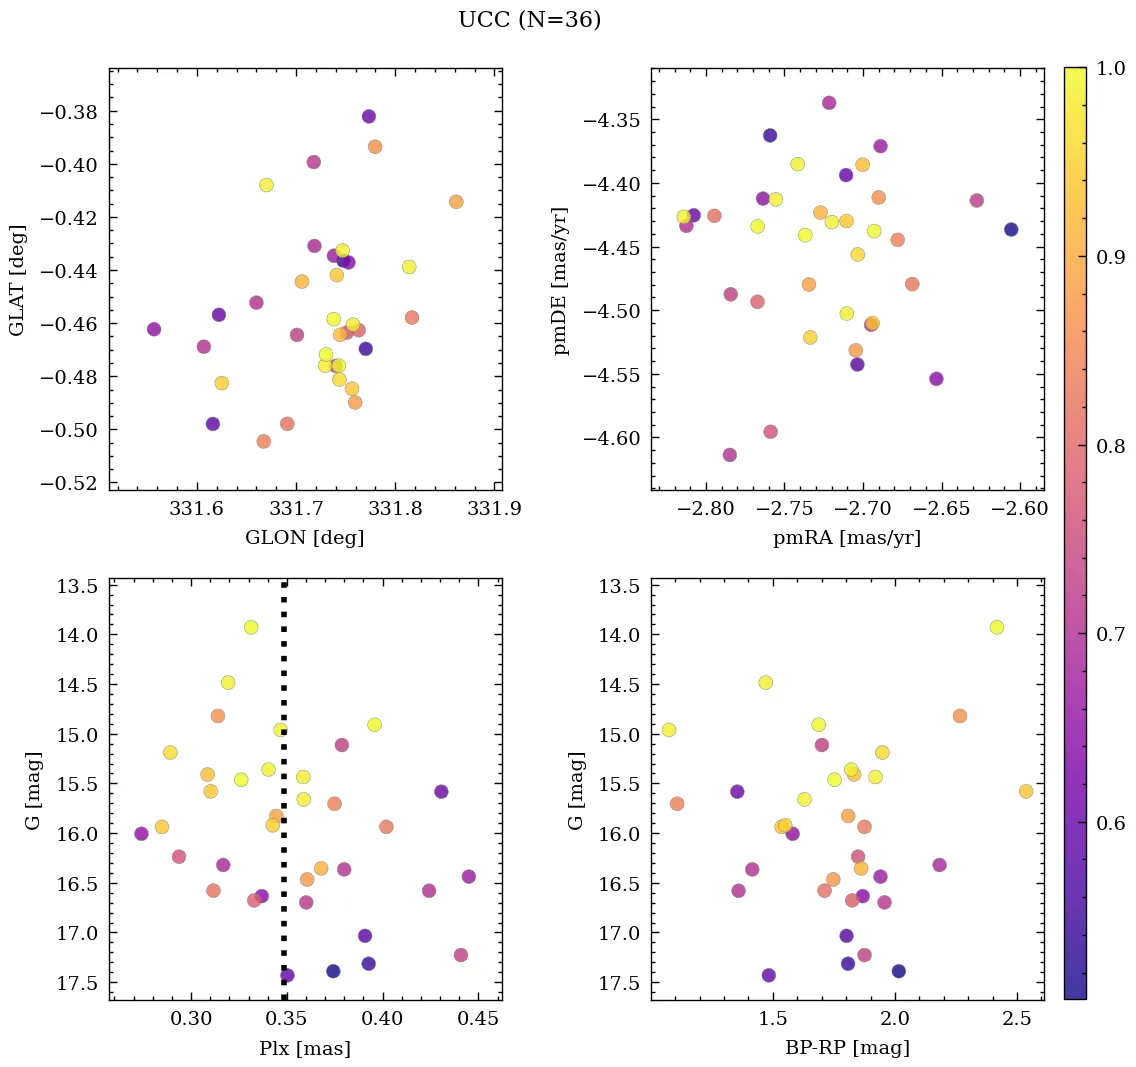 UCC (N=36)
−0.38
−0.40
−0.42
−0.44
−0.46
−0.48
−0.50
−0.52
GLAT [deg]
331.6 331.7 331.8 331.9
GLON [deg]
−4.35
−4.40
−4.45
−4.50
−4.55
−4.60
pmDE [mas/yr]
−2.80 −2.75 −2.70 −2.65 −2.60
pmRA [mas/yr]
1.0
0.9
0.8
0.7
0.6
13.5
14.0
14.5
15.0
15.5
16.0
16.5
17.0
17.5
G [mag]
0.30 0.35 0.40 0.45
Plx [mas]
13.5
14.0
14.5
15.0
15.5
16.0
16.5
17.0
17.5
G [mag]
1.5 2.0 2.5
BP-RP [mag]